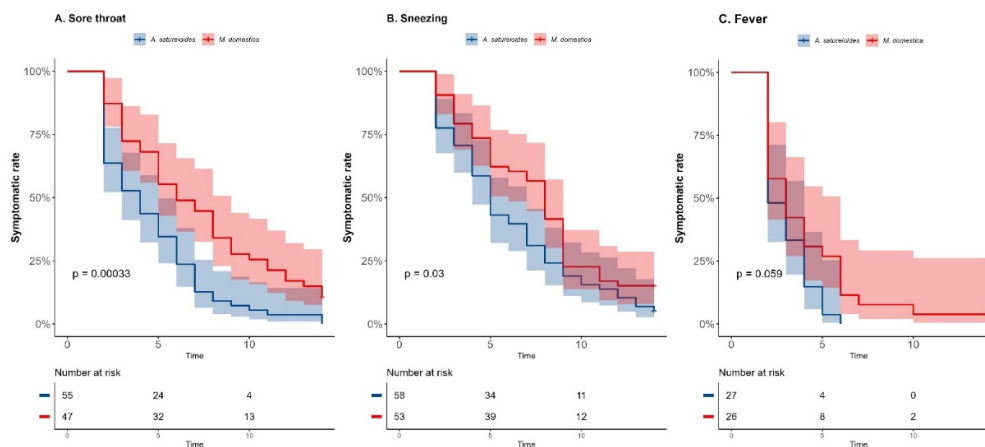 A. Sore throat
A. satureioides M. domestica
100%
75%
50%
25%
0%
Symptomatic rate
p = 0.00033
0 5 10
Time
Number at risk
55 24 4
47 32 13
0 5 10
Time
B. Sneezing
A. satureioides M. domestica
100%
75%
50%
25%
0%
Symptomatic rate
p = 0.03
0 5 10
Time
Number at risk
58 34 11
53 39 12
0 5 10
Time
C. Fever
A. satureioides M. domestica
100%
75%
50%
25%
0%
Symptomatic rate
p = 0.059
0 5 10
Time
Number at risk
27 4 0
26 8 2
0 5 10
Time